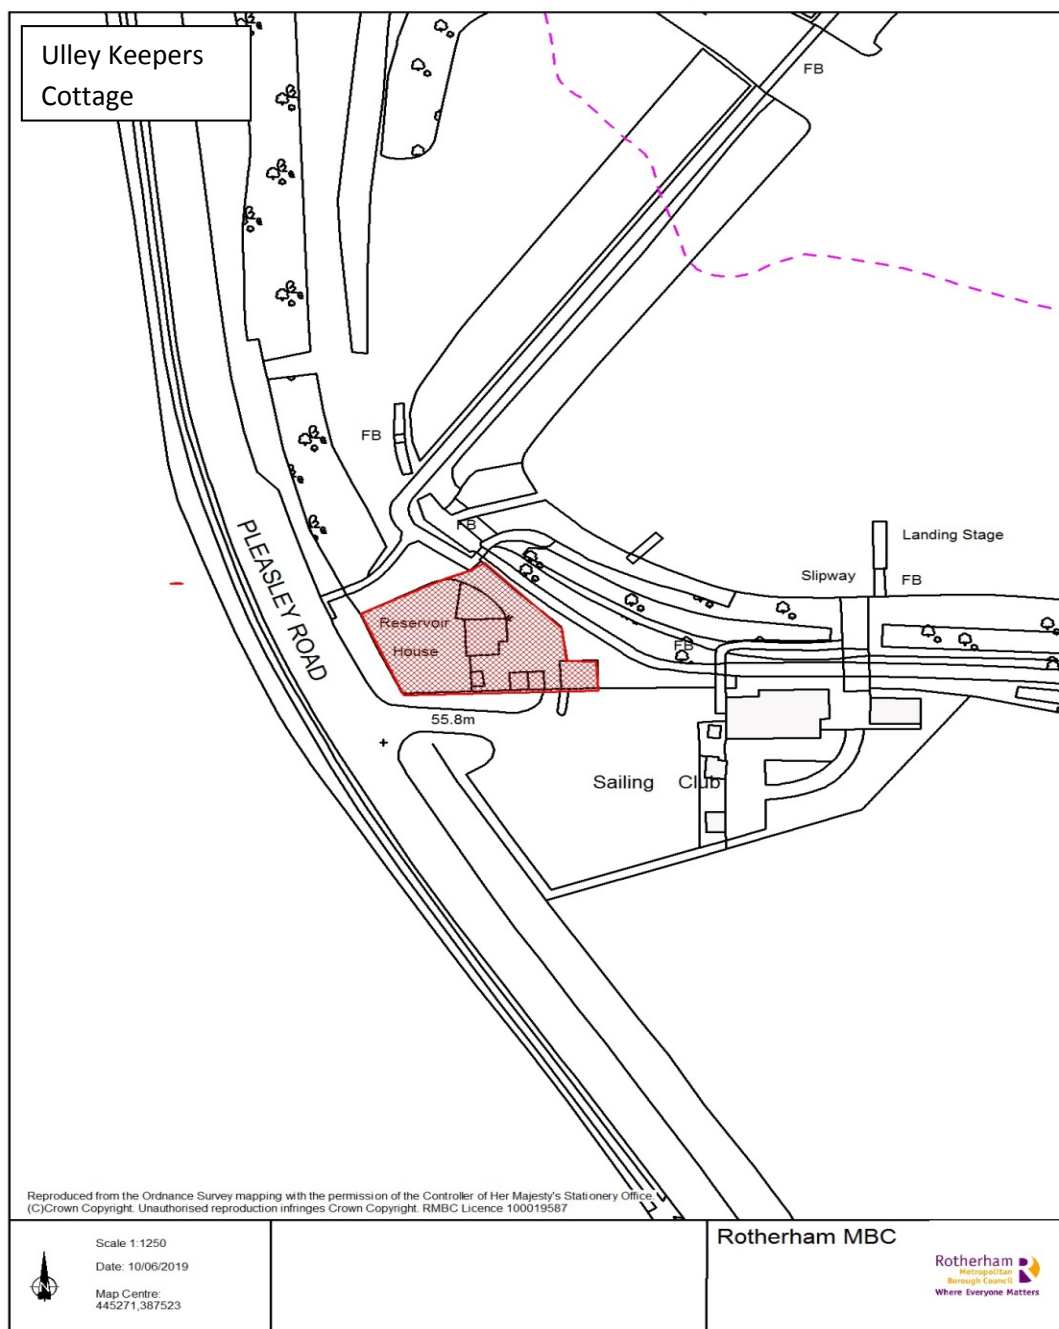 Ulley Keepers
Cottage
FB
FB
PLEASLEY ROAD
FB
Landing Stage
Slipway
FB
Reservoir
House
FB
55.8m
Sailing Club
Reproduced from the Ordnance Survey mapping with the permission of the Controller of Her Majesty's Stationery Office.
(C)Crown Copyright. Unauthorised reproduction infringes Crown Copyright. RMBC Licence 100019587
Scale 1:1250
Date: 10/06/2019
Map Centre:
445271,387523
Rotherham MBC
Rotherham
Metropolitan
Borough Council
Where Everyone Matters